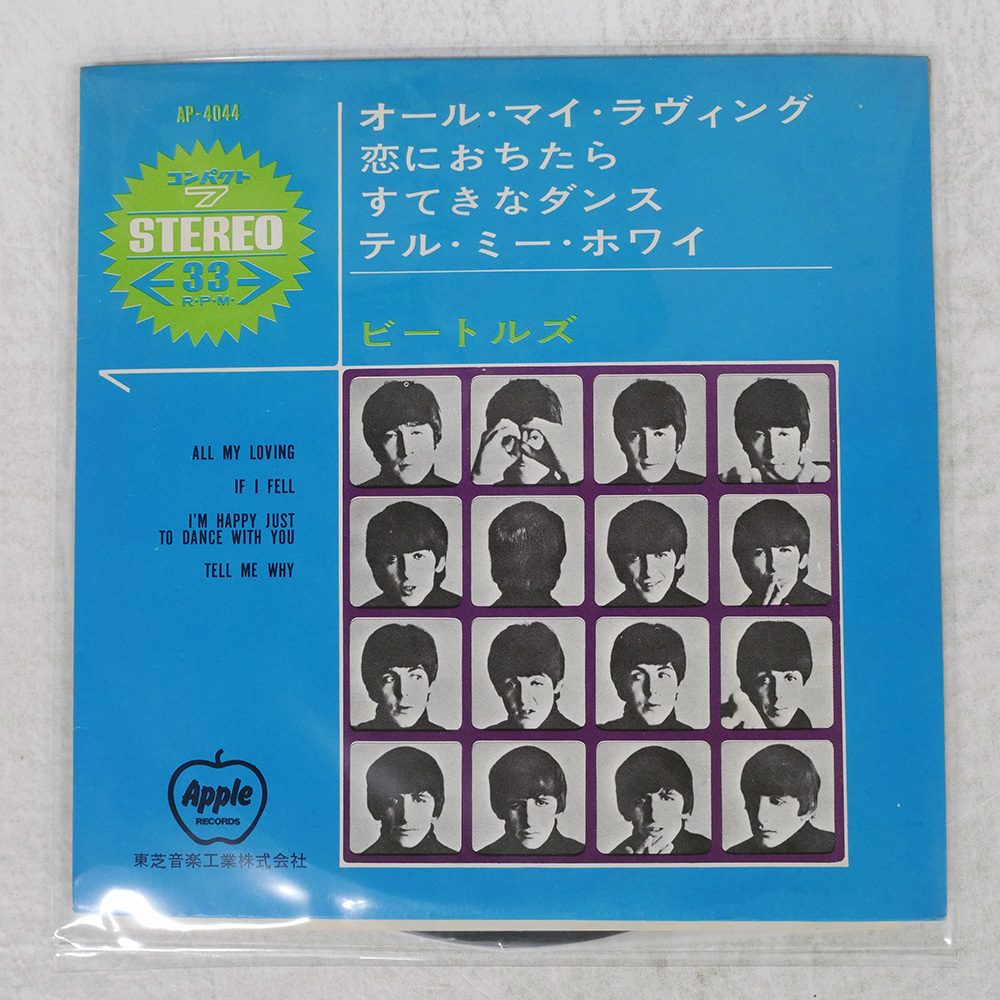 AP-4044
コンパクト
7
STEREO
33
R·P·M·
オール・マイ・ラヴィング
恋におちたら
すてきなダンス
テル・ミー・ホワイ
ビートルズ
ALL MY LOVING
IF I FELL
I'M HAPPY JUST
TO DANCE WITH YOU
TELL ME WHY
Apple
RECORDS
東芝音楽工業株式会社